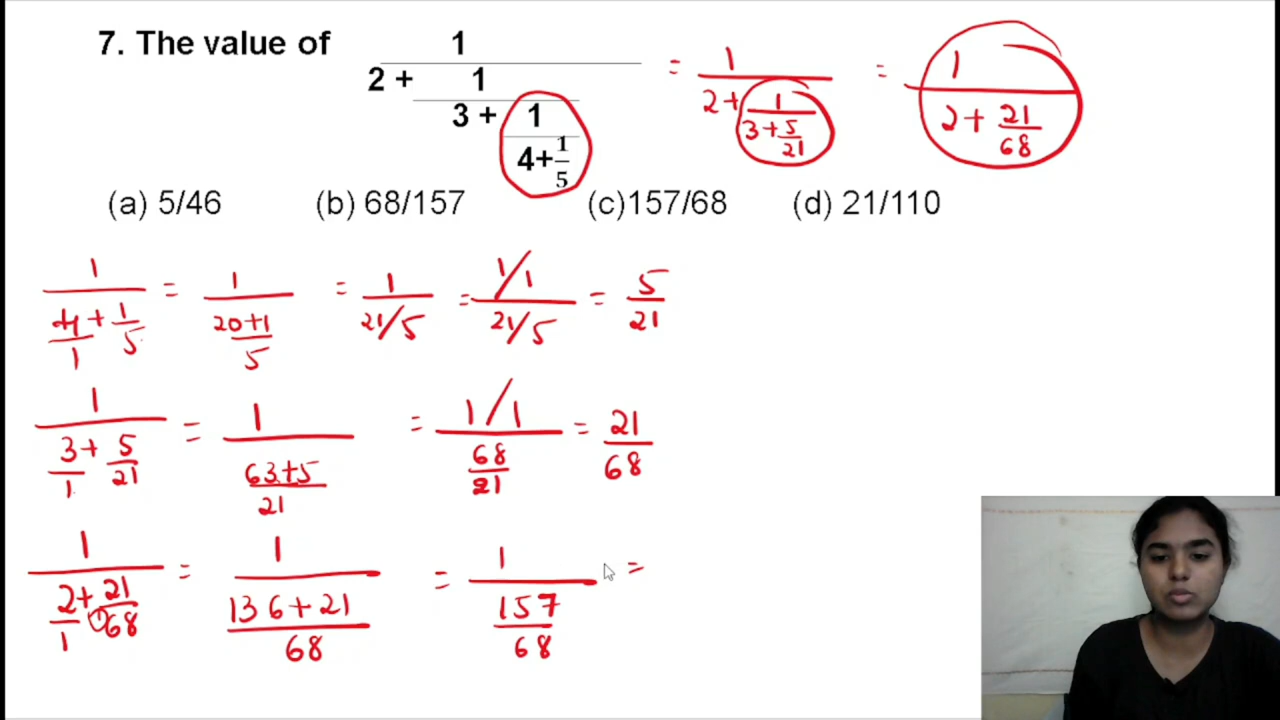 7. The value of 1 / (2 + 1 / (3 + 1 / (4+1/5))) = 1 / (2 + 1 / (3 + 5/21)) = 1 / (2 + 21/68)
(a) 5/46 (b) 68/157 (c)157/68 (d) 21/110
1 / (4/1 + 1/5) = 1 / ((20+1)/5) = 1 / (21/5) = (1/1) / (21/5) = 5/21
1 / (3/1 + 5/21) = 1 / ((63+5)/21) = (1/1) / (68/21) = 21/68
1 / (2/1 + 21/68) = 1 / ((136+21)/68) = 1 / (157/68) =